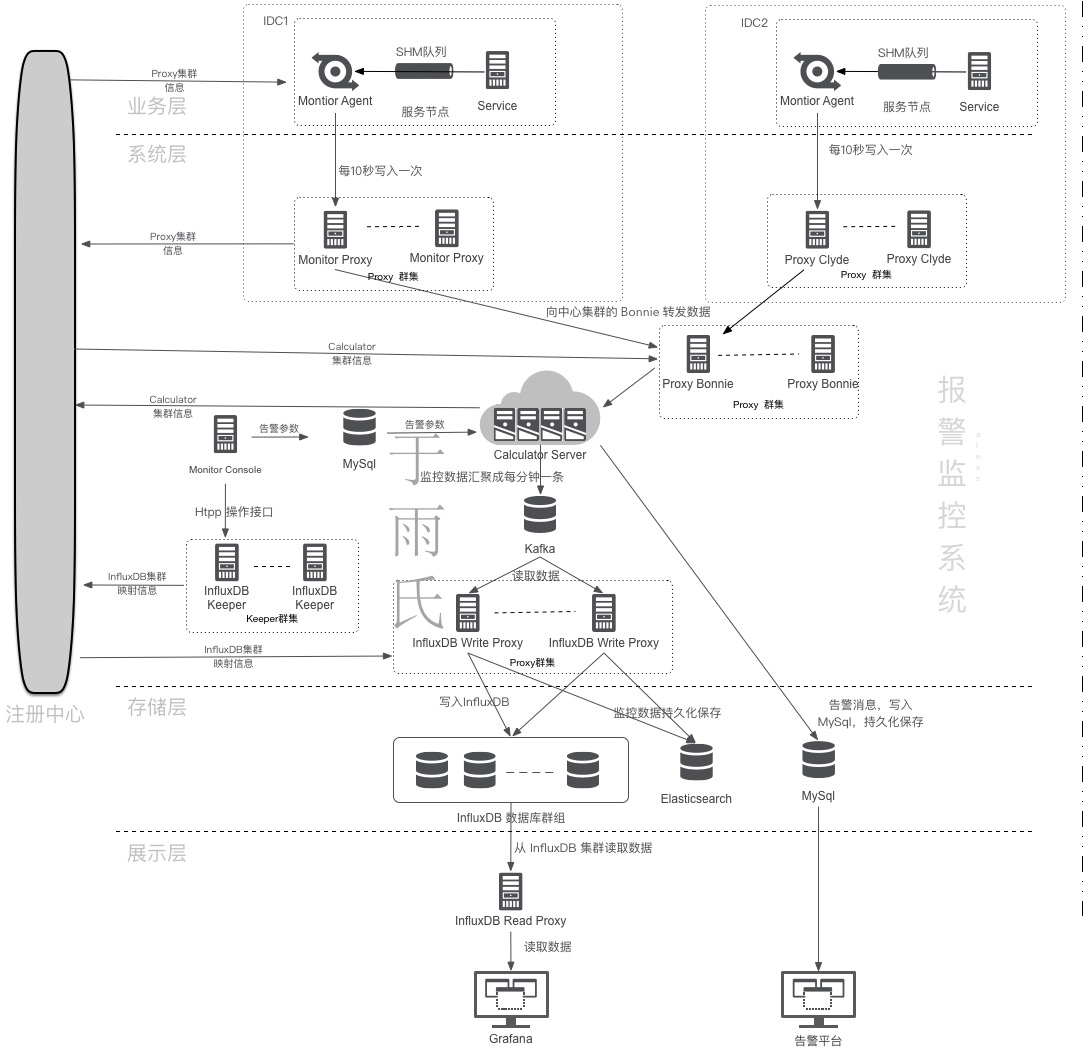 IDC1
IDC2
SHM队列
SHM队列
Proxy集群
信息
Montior Agent
服务节点
Service
Montior Agent
服务节点
Service
业务层
系统层
每10秒写入一次
每10秒写入一次
Proxy集群
信息
Monitor Proxy
Monitor Proxy
Proxy 群集
Proxy Clyde
Proxy Clyde
Proxy 群集
向中心集群的 Bonnie 转发数据
Calculator
集群信息
Proxy Bonnie
Proxy Bonnie
Proxy 群集
Calculator
集群信息
告警参数
告警参数
Monitor Console
MySql
Calculator Server
监控数据汇聚成每分钟一条
Htpp 操作接口
Kafka
读取数据
InfluxDB集群
映射信息
InfluxDB
Keeper
InfluxDB
Keeper
Keeper群集
InfluxDB Write Proxy
InfluxDB Write Proxy
Proxy群集
InfluxDB集群
映射信息
于
雨
氏
报
警
监
控
系
统
alexs
注册中心
存储层
写入InfluxDB
监控数据持久化保存
告警消息，写入
MySql，持久化保存
Elasticsearch
MySql
InfluxDB 数据库群组
展示层
从 InfluxDB 集群读取数据
InfluxDB Read Proxy
读取数据
Grafana
告警平台